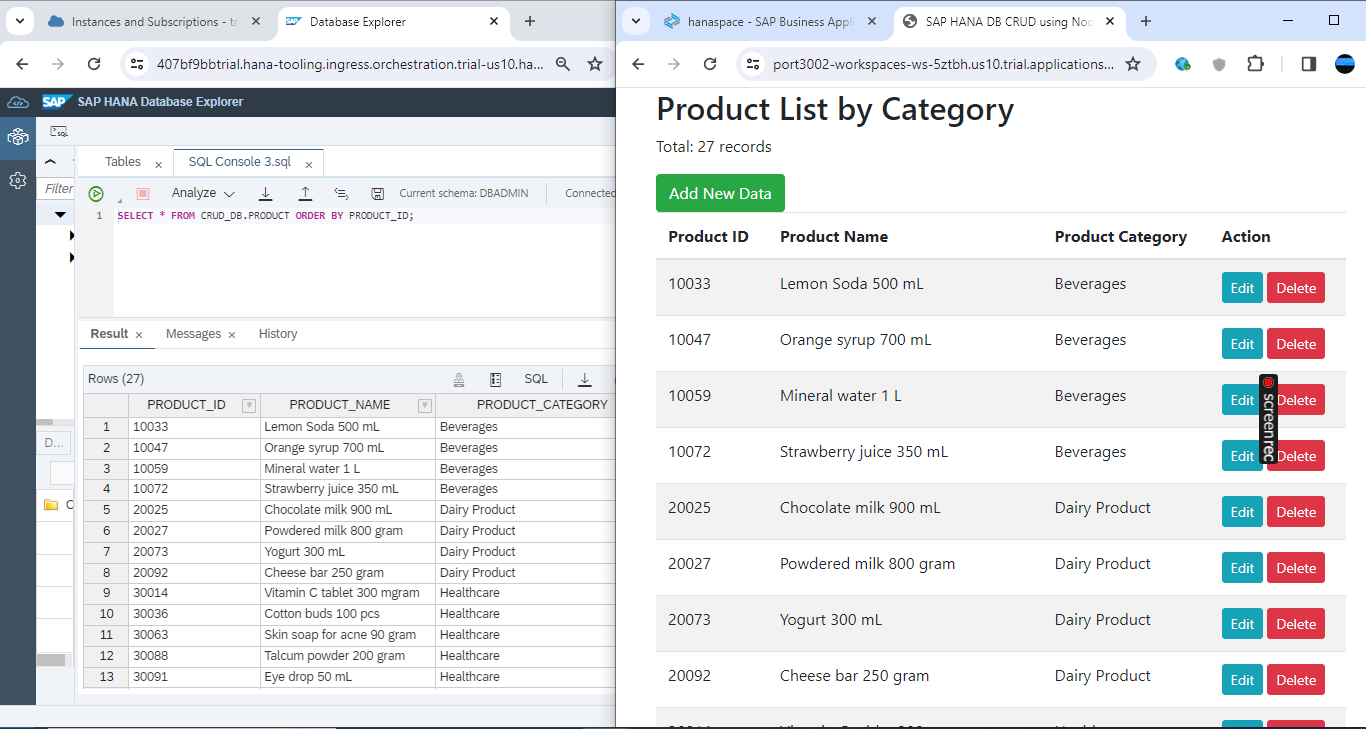 Instances and Subscriptions - tr
Database Explorer
407bf9bbtrial.hana-tooling.ingress.orchestration.trial-us10.ha...
SAP SAP HANA Database Explorer
SQL
Tables
SQL Console 3.sql
Filter
Analyze
Current schema: DBADMIN
Connected
1 SELECT * FROM CRUD_DB.PRODUCT ORDER BY PRODUCT_ID;
Result
Messages
History
Rows (27)
SQL
PRODUCT_ID PRODUCT_NAME PRODUCT_CATEGORY
1 10033 Lemon Soda 500 mL Beverages
2 10047 Orange syrup 700 mL Beverages
3 10059 Mineral water 1 L Beverages
4 10072 Strawberry juice 350 mL Beverages
5 20025 Chocolate milk 900 mL Dairy Product
6 20027 Powdered milk 800 gram Dairy Product
7 20073 Yogurt 300 mL Dairy Product
8 20092 Cheese bar 250 gram Dairy Product
9 30014 Vitamin C tablet 300 mgram Healthcare
10 30036 Cotton buds 100 pcs Healthcare
11 30063 Skin soap for acne 90 gram Healthcare
12 30088 Talcum powder 200 gram Healthcare
13 30091 Eye drop 50 mL Healthcare
D...
hanaspace - SAP Business Appl
SAP HANA DB CRUD using Nod
port3002-workspaces-ws-5ztbh.us10.trial.applications...
Product List by Category
Total: 27 records
Add New Data
Product ID Product Name Product Category Action
10033 Lemon Soda 500 mL Beverages Edit Delete
10047 Orange syrup 700 mL Beverages Edit Delete
10059 Mineral water 1 L Beverages Edit Delete
10072 Strawberry juice 350 mL Beverages Edit Delete
20025 Chocolate milk 900 mL Dairy Product Edit Delete
20027 Powdered milk 800 gram Dairy Product Edit Delete
20073 Yogurt 300 mL Dairy Product Edit Delete
20092 Cheese bar 250 gram Dairy Product Edit Delete
screenrec